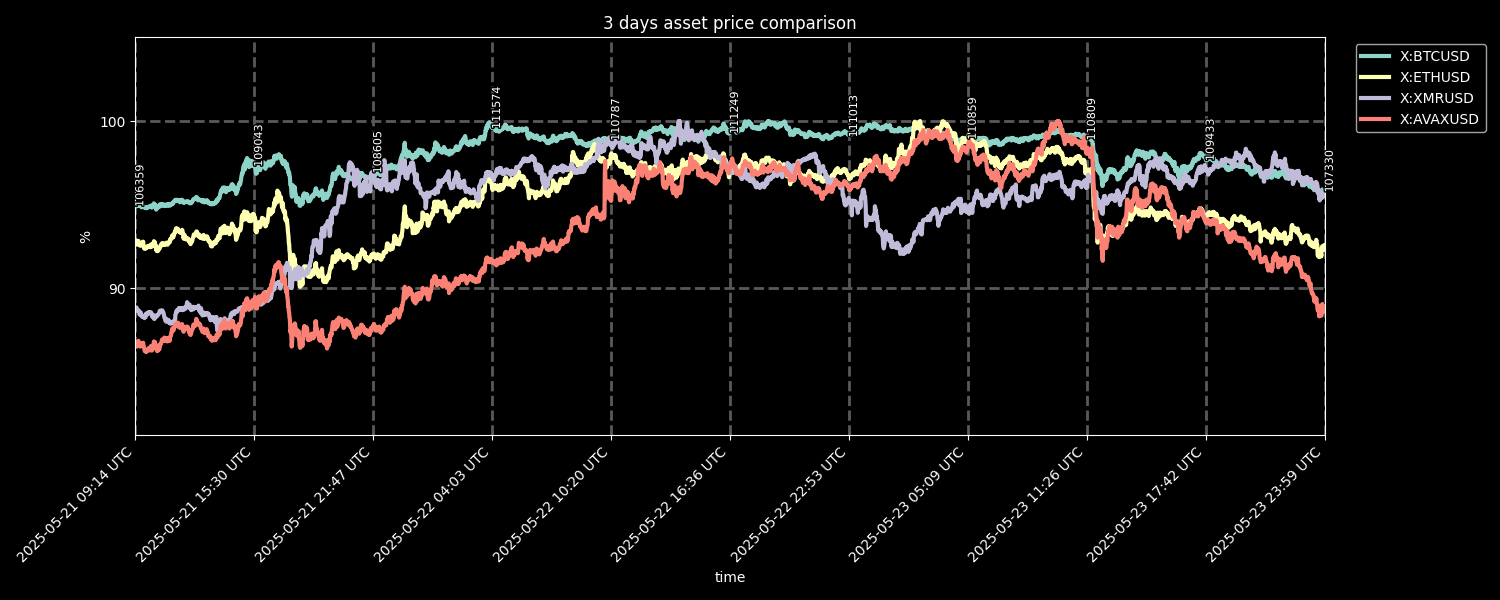 3 days asset price comparison
X:BTCUSD
X:ETHUSD
X:XMRUSD
X:AVAXUSD
100
90
%
106359
109043
108605
111574
110787
111249
111013
110859
110809
109433
107330
2025-05-21 09:14 UTC
2025-05-21 15:30 UTC
2025-05-21 21:47 UTC
2025-05-22 04:03 UTC
2025-05-22 10:20 UTC
2025-05-22 16:36 UTC
2025-05-22 22:53 UTC
2025-05-23 05:09 UTC
2025-05-23 11:26 UTC
2025-05-23 17:42 UTC
2025-05-23 23:59 UTC
time